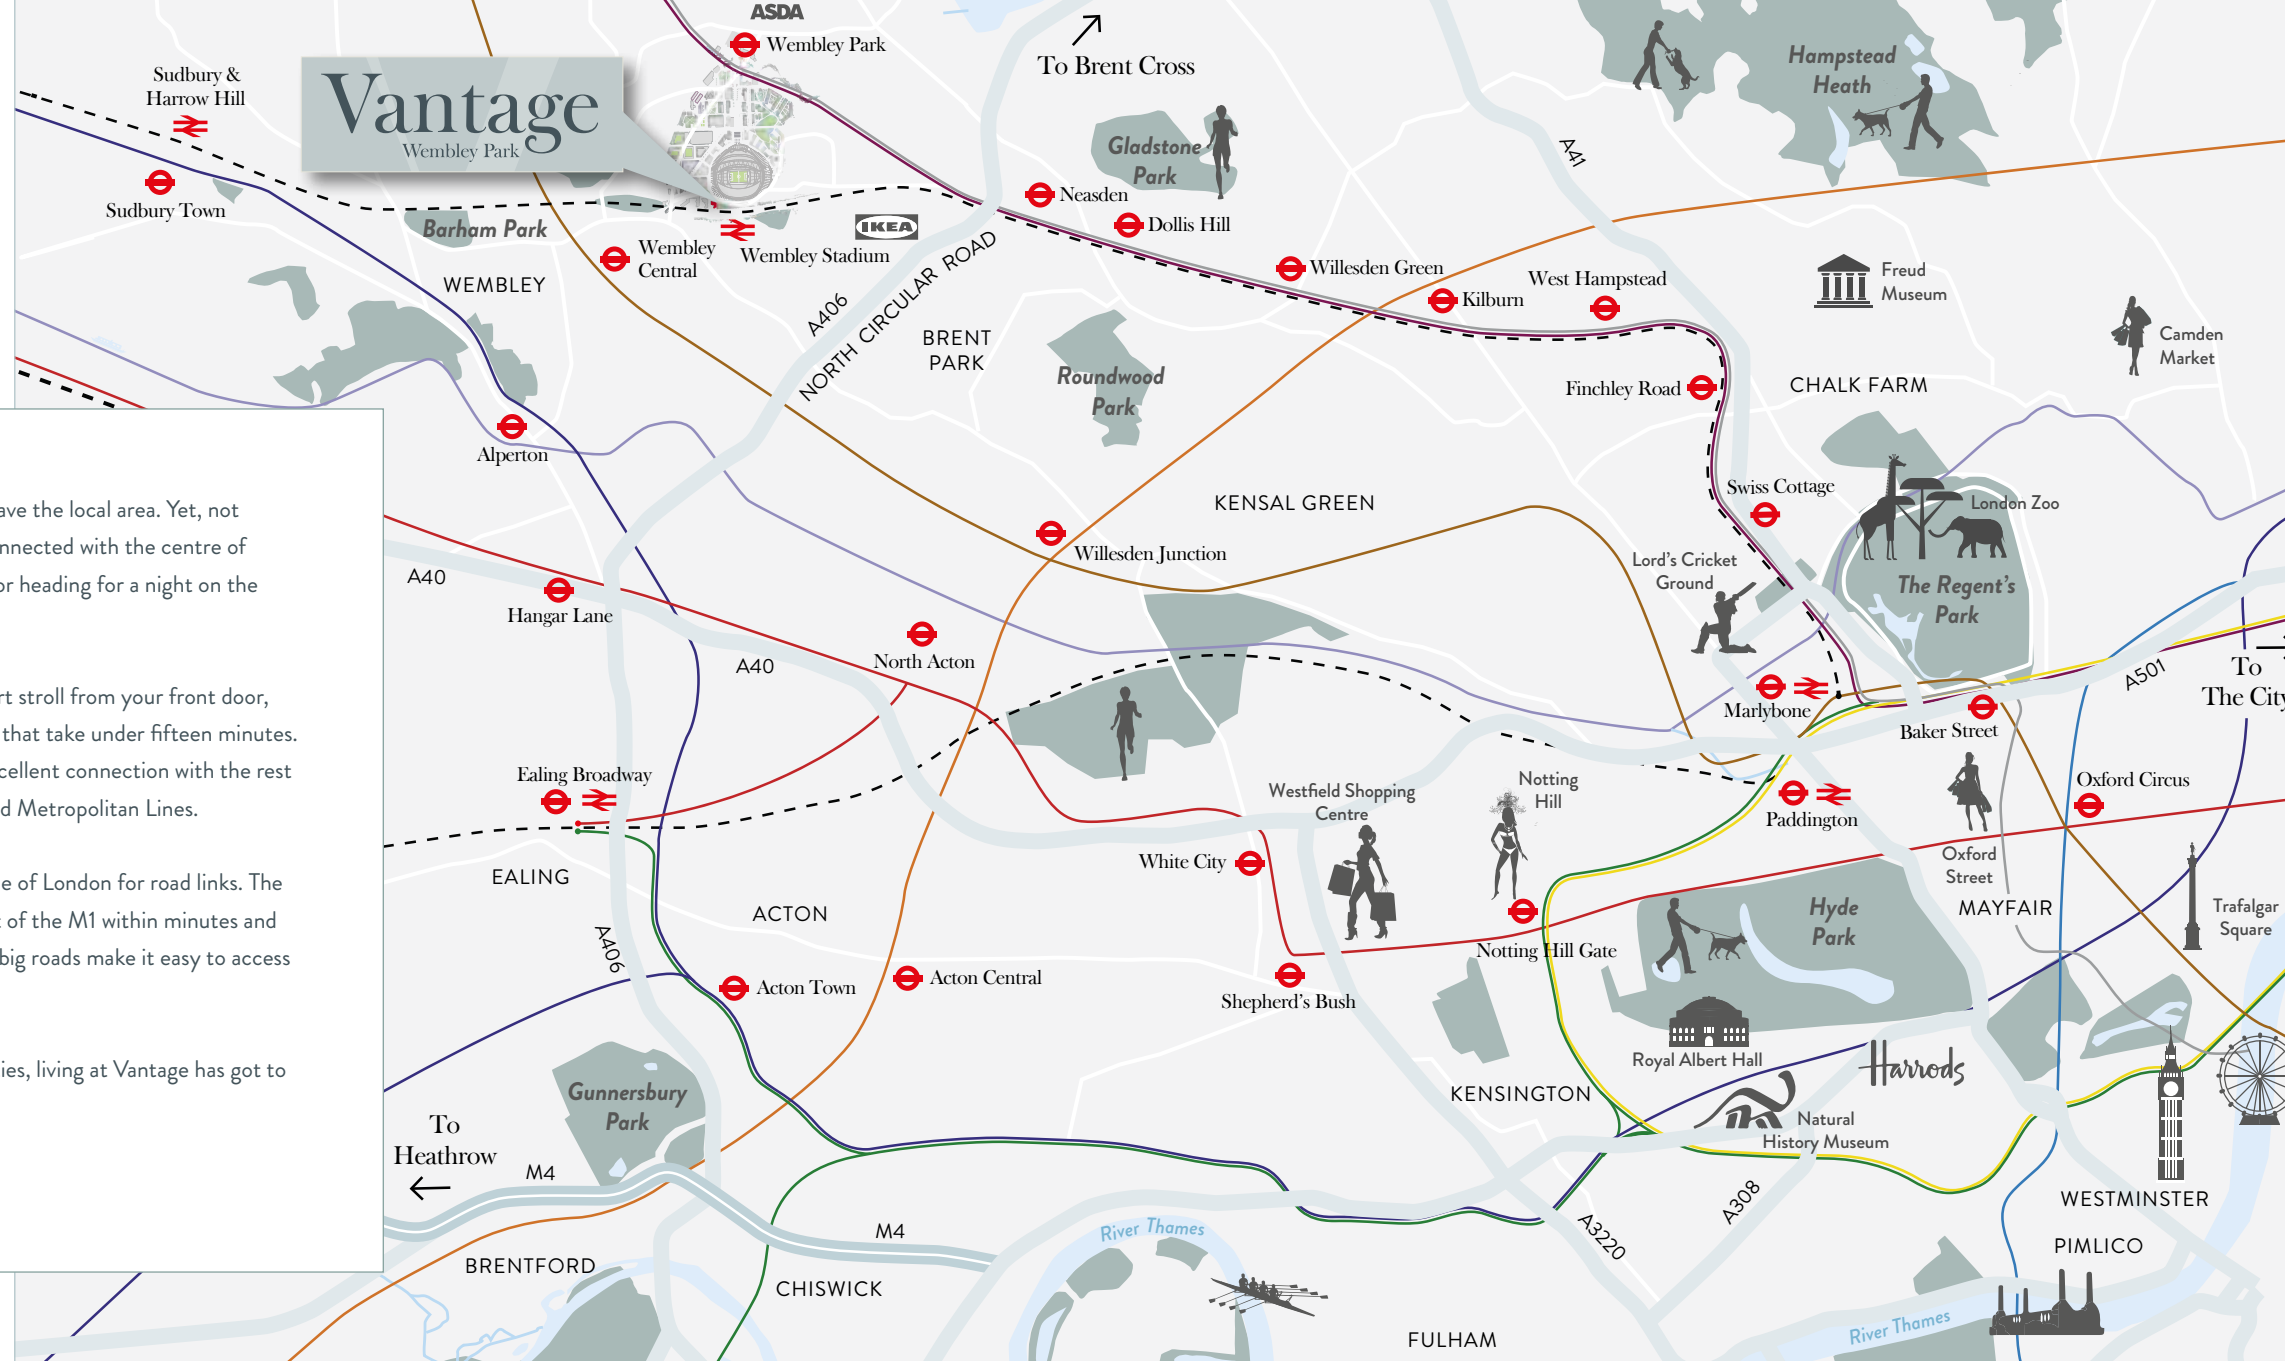 ASDA
Wembley Park
To Brent Cross
Hampstead
Heath
Sudbury &
Harrow Hill
Vantage
Wembley Park
Gladstone
Park
A41
Sudbury Town
Neasden
Dollis Hill
Barham Park
IKEA
Wembley
Central
Wembley Stadium
WEMBLEY
Willesden Green
Kilburn
West Hampstead
Freud
Museum
A406
NORTH CIRCULAR ROAD
BRENT
PARK
Camden
Market
Roundwood
Park
Finchley Road
CHALK FARM
Alperton
Swiss Cottage
KENSAL GREEN
London Zoo
Willesden Junction
Lord's Cricket
Ground
The Regent's
Park
A40
Hangar Lane
North Acton
A40
A501
To
The City
Marlybone
Baker Street
ave the local area. Yet, not
nnected with the centre of
or heading for a night on the
rt stroll from your front door,
that take under fifteen minutes.
cellent connection with the rest
d Metropolitan Lines.
e of London for road links. The
t of the M1 within minutes and
big roads make it easy to access
ies, living at Vantage has got to
Ealing Broadway
Westfield Shopping
Centre
Notting
Hill
Oxford Circus
Paddington
White City
Oxford
Street
EALING
ACTON
MAYFAIR
Hyde
Park
Trafalgar
Square
A406
Notting Hill Gate
Acton Town
Acton Central
Shepherd's Bush
Royal Albert Hall
Harrods
Gunnersbury
Park
KENSINGTON
Natural
History Museum
To
Heathrow
M4
M4
A308
A3220
WESTMINSTER
River Thames
PIMLICO
BRENTFORD
CHISWICK
FULHAM
River Thames